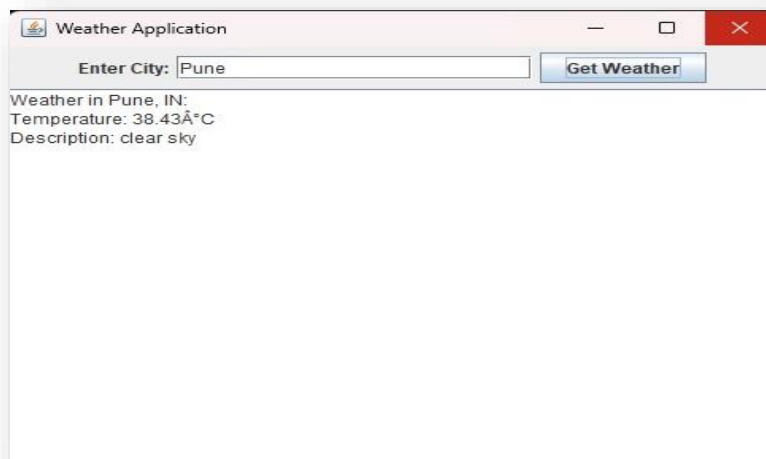 Weather Application
Enter City: Pune Get Weather
Weather in Pune, IN:
Temperature: 38.43Â°C
Description: clear sky